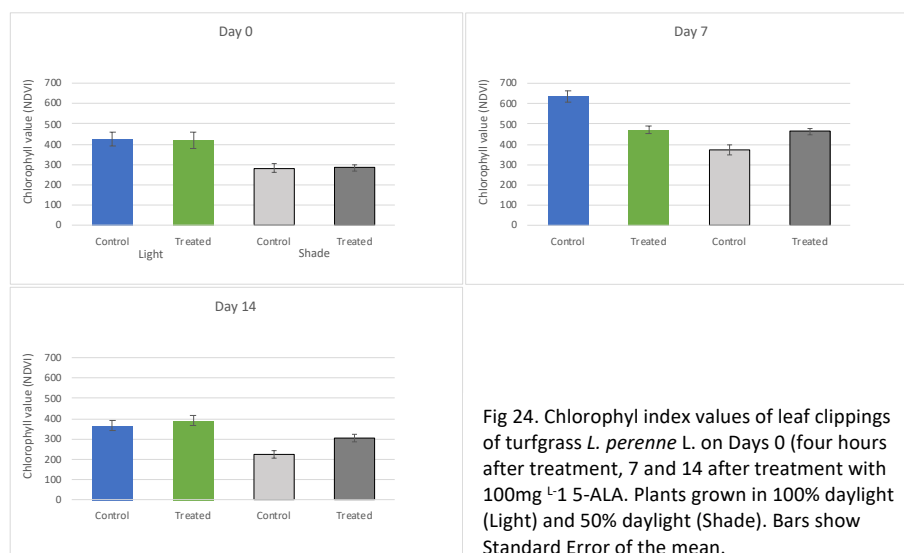 Day 0
Chlorophyll value (NDVI)
700
600
500
400
300
200
100
0
Control Treated Control Treated
Light Shade
Day 7
Chlorophyll value (NDVI)
700
600
500
400
300
200
100
0
Control Treated Control Treated
Day 14
Chlorophyll value (NDVI)
700
600
500
400
300
200
100
0
Control Treated Control Treated
Fig 24. Chlorophyl index values of leaf clippings
of turfgrass L. perenne L. on Days 0 (four hours
after treatment, 7 and 14 after treatment with
100mg L-1 5-ALA. Plants grown in 100% daylight
(Light) and 50% daylight (Shade). Bars show
Standard Error of the mean.